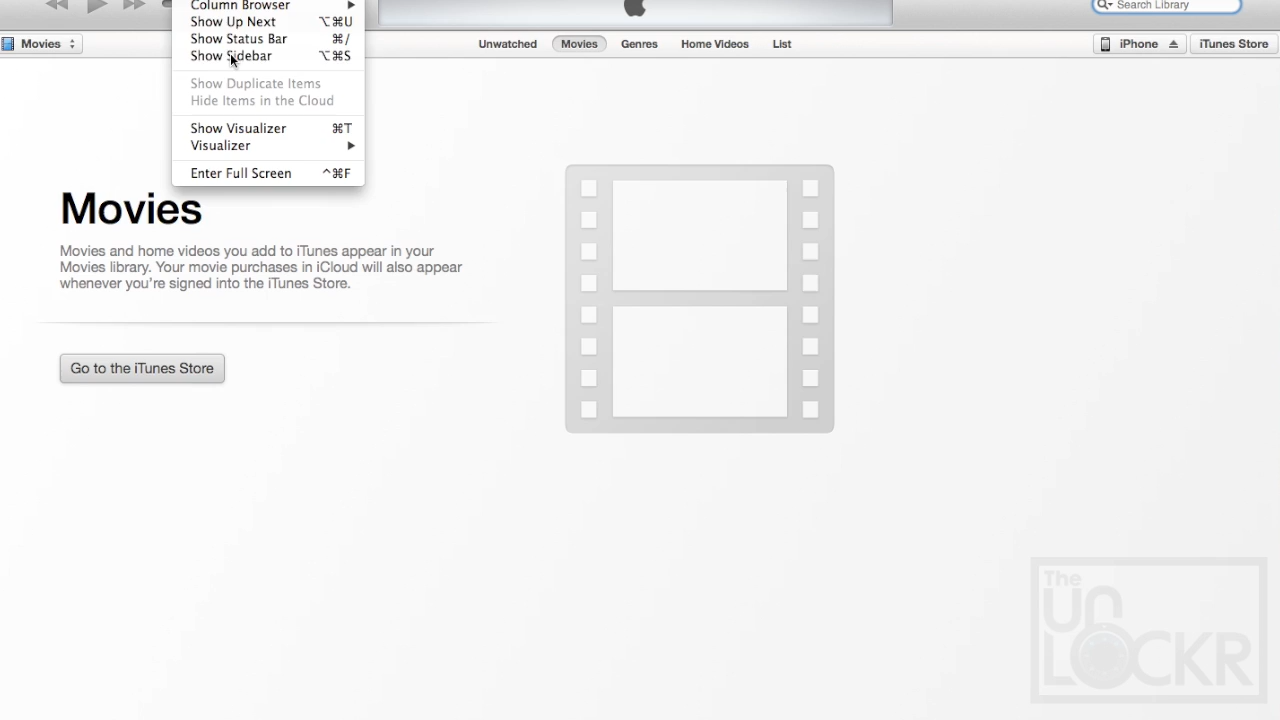 Column Browser
Search Library
Show Up Next ⌥⌘U
Show Status Bar ⌘/
Show Sidebar ⌥⌘S
Movies
Unwatched Movies Genres Home Videos List
iPhone
iTunes Store
Show Duplicate Items
Hide Items in the Cloud
Show Visualizer ⌘T
Visualizer
Enter Full Screen ^⌘F
Movies
Movies and home videos you add to iTunes appear in your
Movies library. Your movie purchases in iCloud will also appear
whenever you're signed into the iTunes Store.
Go to the iTunes Store
The
Un
LOCKR